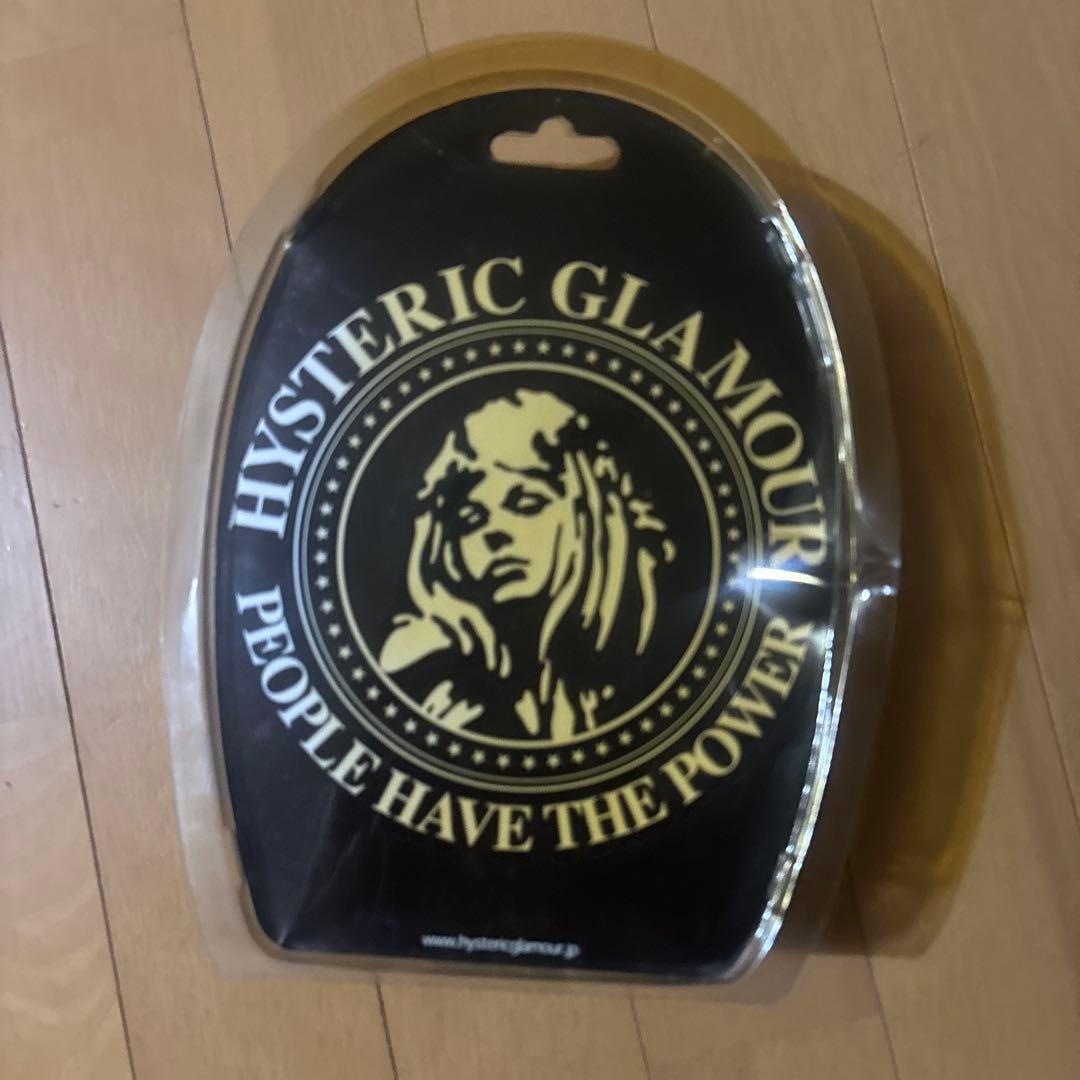 HYSTERIC GLAMOUR
PEOPLE HAVE THE POWER
www.hystericglamour.jp